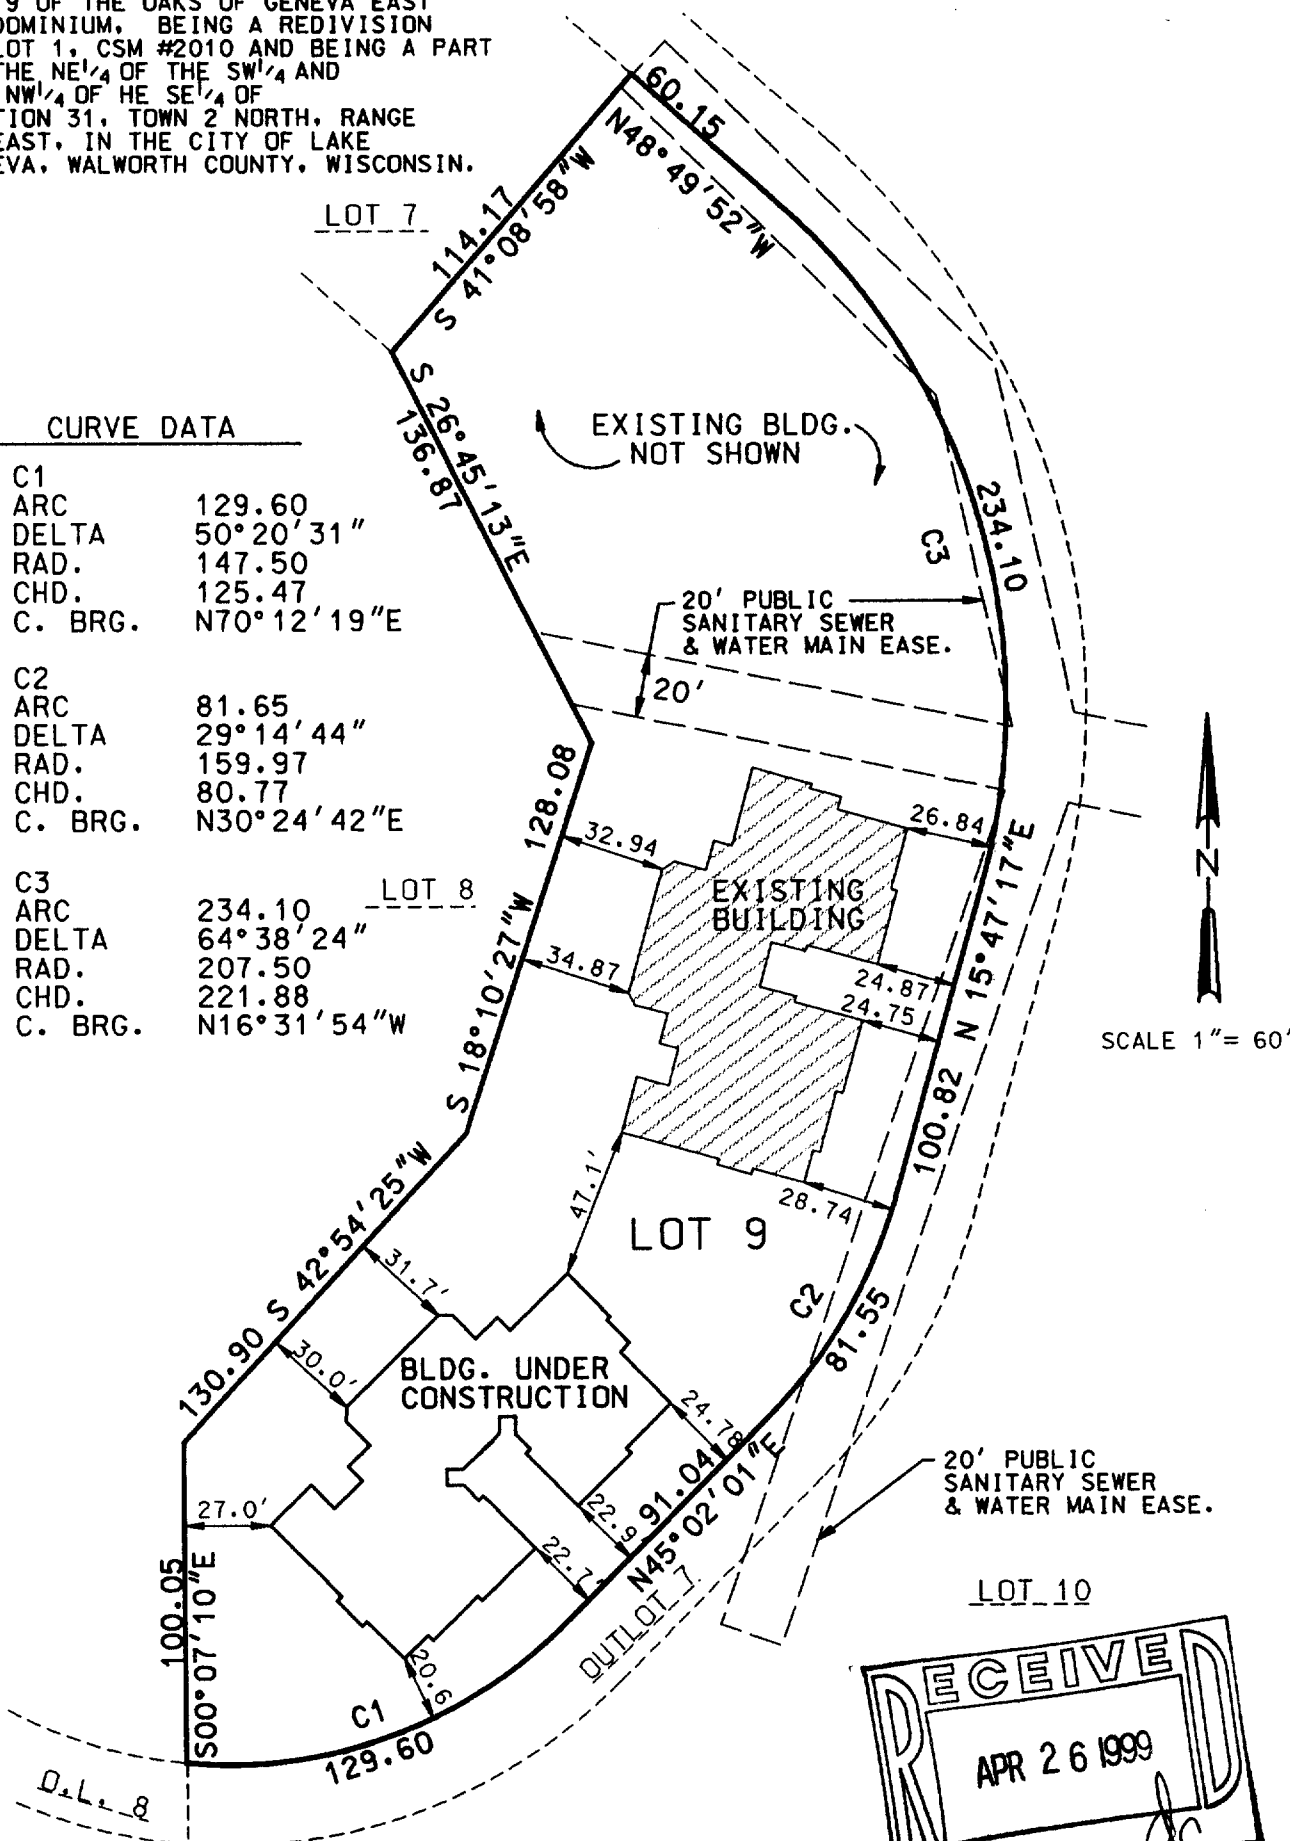 9 OF THE OAKS OF GENEVA EAST
DOMINIUM, BEING A REDIVISION
LOT 1, CSM #2010 AND BEING A PART
THE NE1/4 OF THE SW1/4 AND
NW1/4 OF HE SE1/4 OF
TION 31, TOWN 2 NORTH, RANGE
EAST, IN THE CITY OF LAKE
EVA, WALWORTH COUNTY, WISCONSIN.
LOT 7
60.15
N48°49'52"W
114.17
S 41°08'58"W
S 26°45'13"E
136.87
EXISTING BLDG.
NOT SHOWN
CURVE DATA
C1
ARC 129.60
DELTA 50°20'31"
RAD. 147.50
CHD. 125.47
C. BRG. N70°12'19"E
C2
ARC 81.65
DELTA 29°14'44"
RAD. 159.97
CHD. 80.77
C. BRG. N30°24'42"E
C3
ARC 234.10
DELTA 64°38'24"
RAD. 207.50
CHD. 221.88
C. BRG. N16°31'54"W
234.10
C3
20' PUBLIC
SANITARY SEWER
& WATER MAIN EASE.
20'
128.08
S 18°10'27"W
32.94
26.84
LOT 8
EXISTING
BUILDING
34.87
24.87
24.75
N 15°47'17"E
100.82
N
SCALE 1"= 60'
47.1'
28.74
LOT 9
130.90 S 42°54'25"W
31.7'
30.0'
C2
81.55
BLDG. UNDER
CONSTRUCTION
24.78
91.04
N45°02'01"E
22.9
22.7'
27.0'
20' PUBLIC
SANITARY SEWER
& WATER MAIN EASE.
100.05
S00°07'10"E
20.6
C1
129.60
OUTLOT 7
LOT 10
O.L. 8
RECEIVED
APR 26 1999